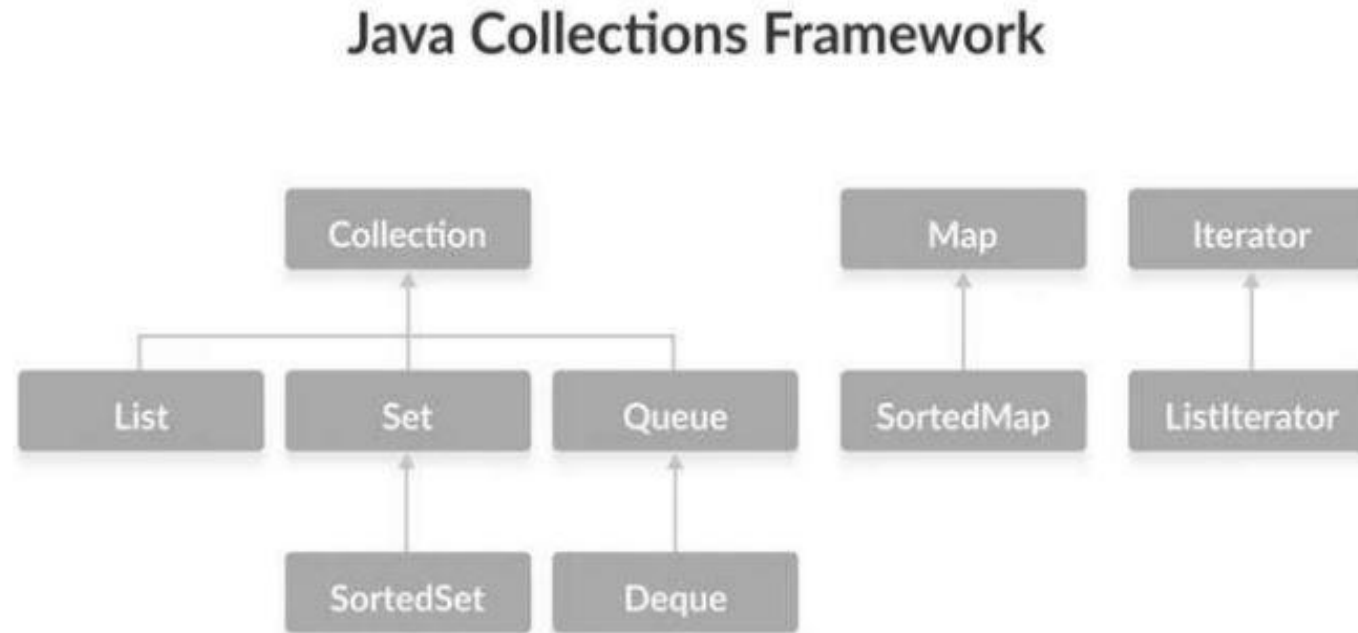 Java Collections Framework
Collection
Map
Iterator
List
Set
Queue
SortedMap
ListIterator
SortedSet
Deque